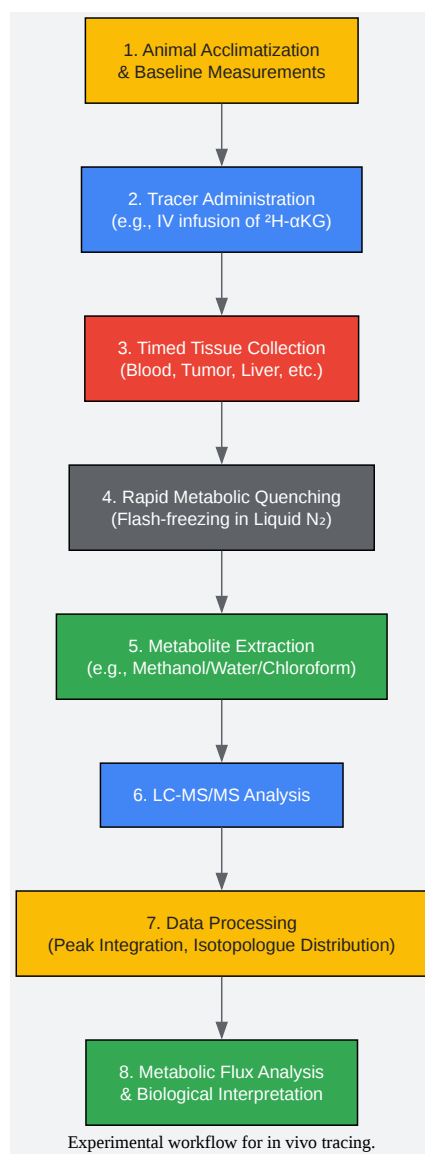 1. Animal Acclimatization
& Baseline Measurements
2. Tracer Administration
(e.g., IV infusion of ²H-αKG)
3. Timed Tissue Collection
(Blood, Tumor, Liver, etc.)
4. Rapid Metabolic Quenching
(Flash-freezing in Liquid N₂)
5. Metabolite Extraction
(e.g., Methanol/Water/Chloroform)
6. LC-MS/MS Analysis
7. Data Processing
(Peak Integration, Isotopologue Distribution)
8. Metabolic Flux Analysis
& Biological Interpretation
Experimental workflow for in vivo tracing.